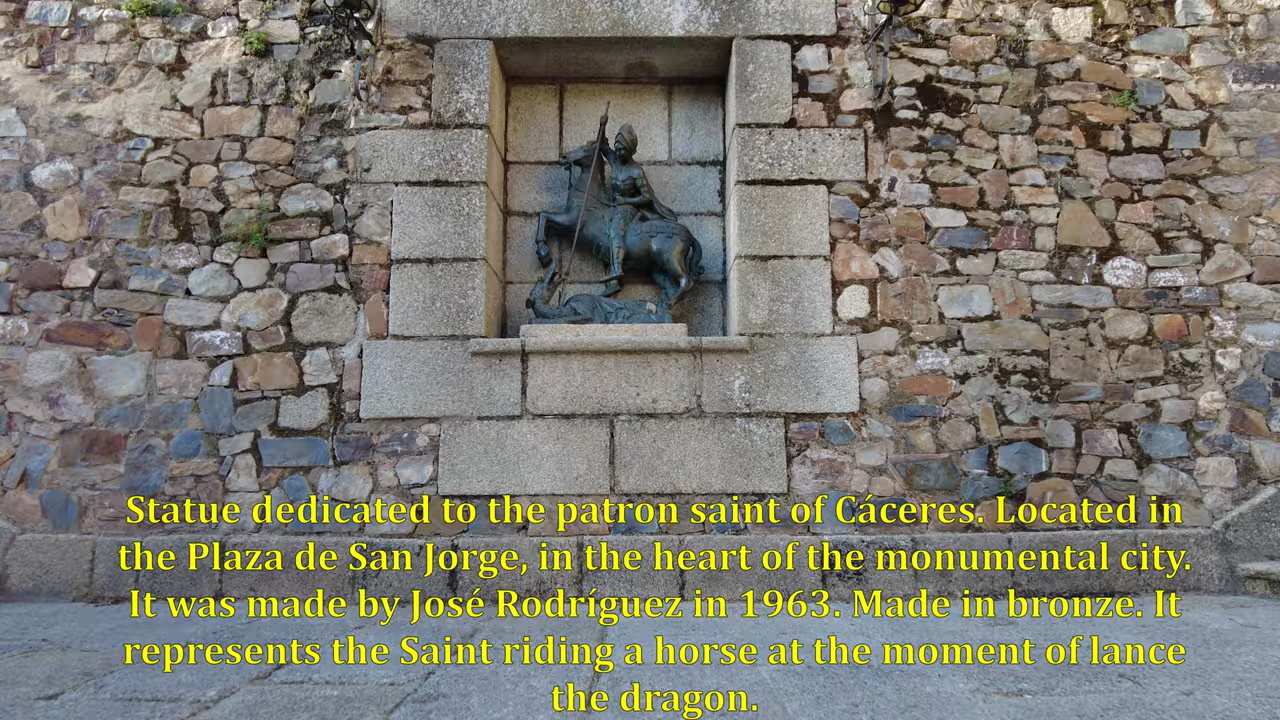 Statue dedicated to the patron saint of Cáceres. Located in
the Plaza de San Jorge, in the heart of the monumental city.
It was made by José Rodríguez in 1963. Made in bronze. It
represents the Saint riding a horse at the moment of lance
the dragon.